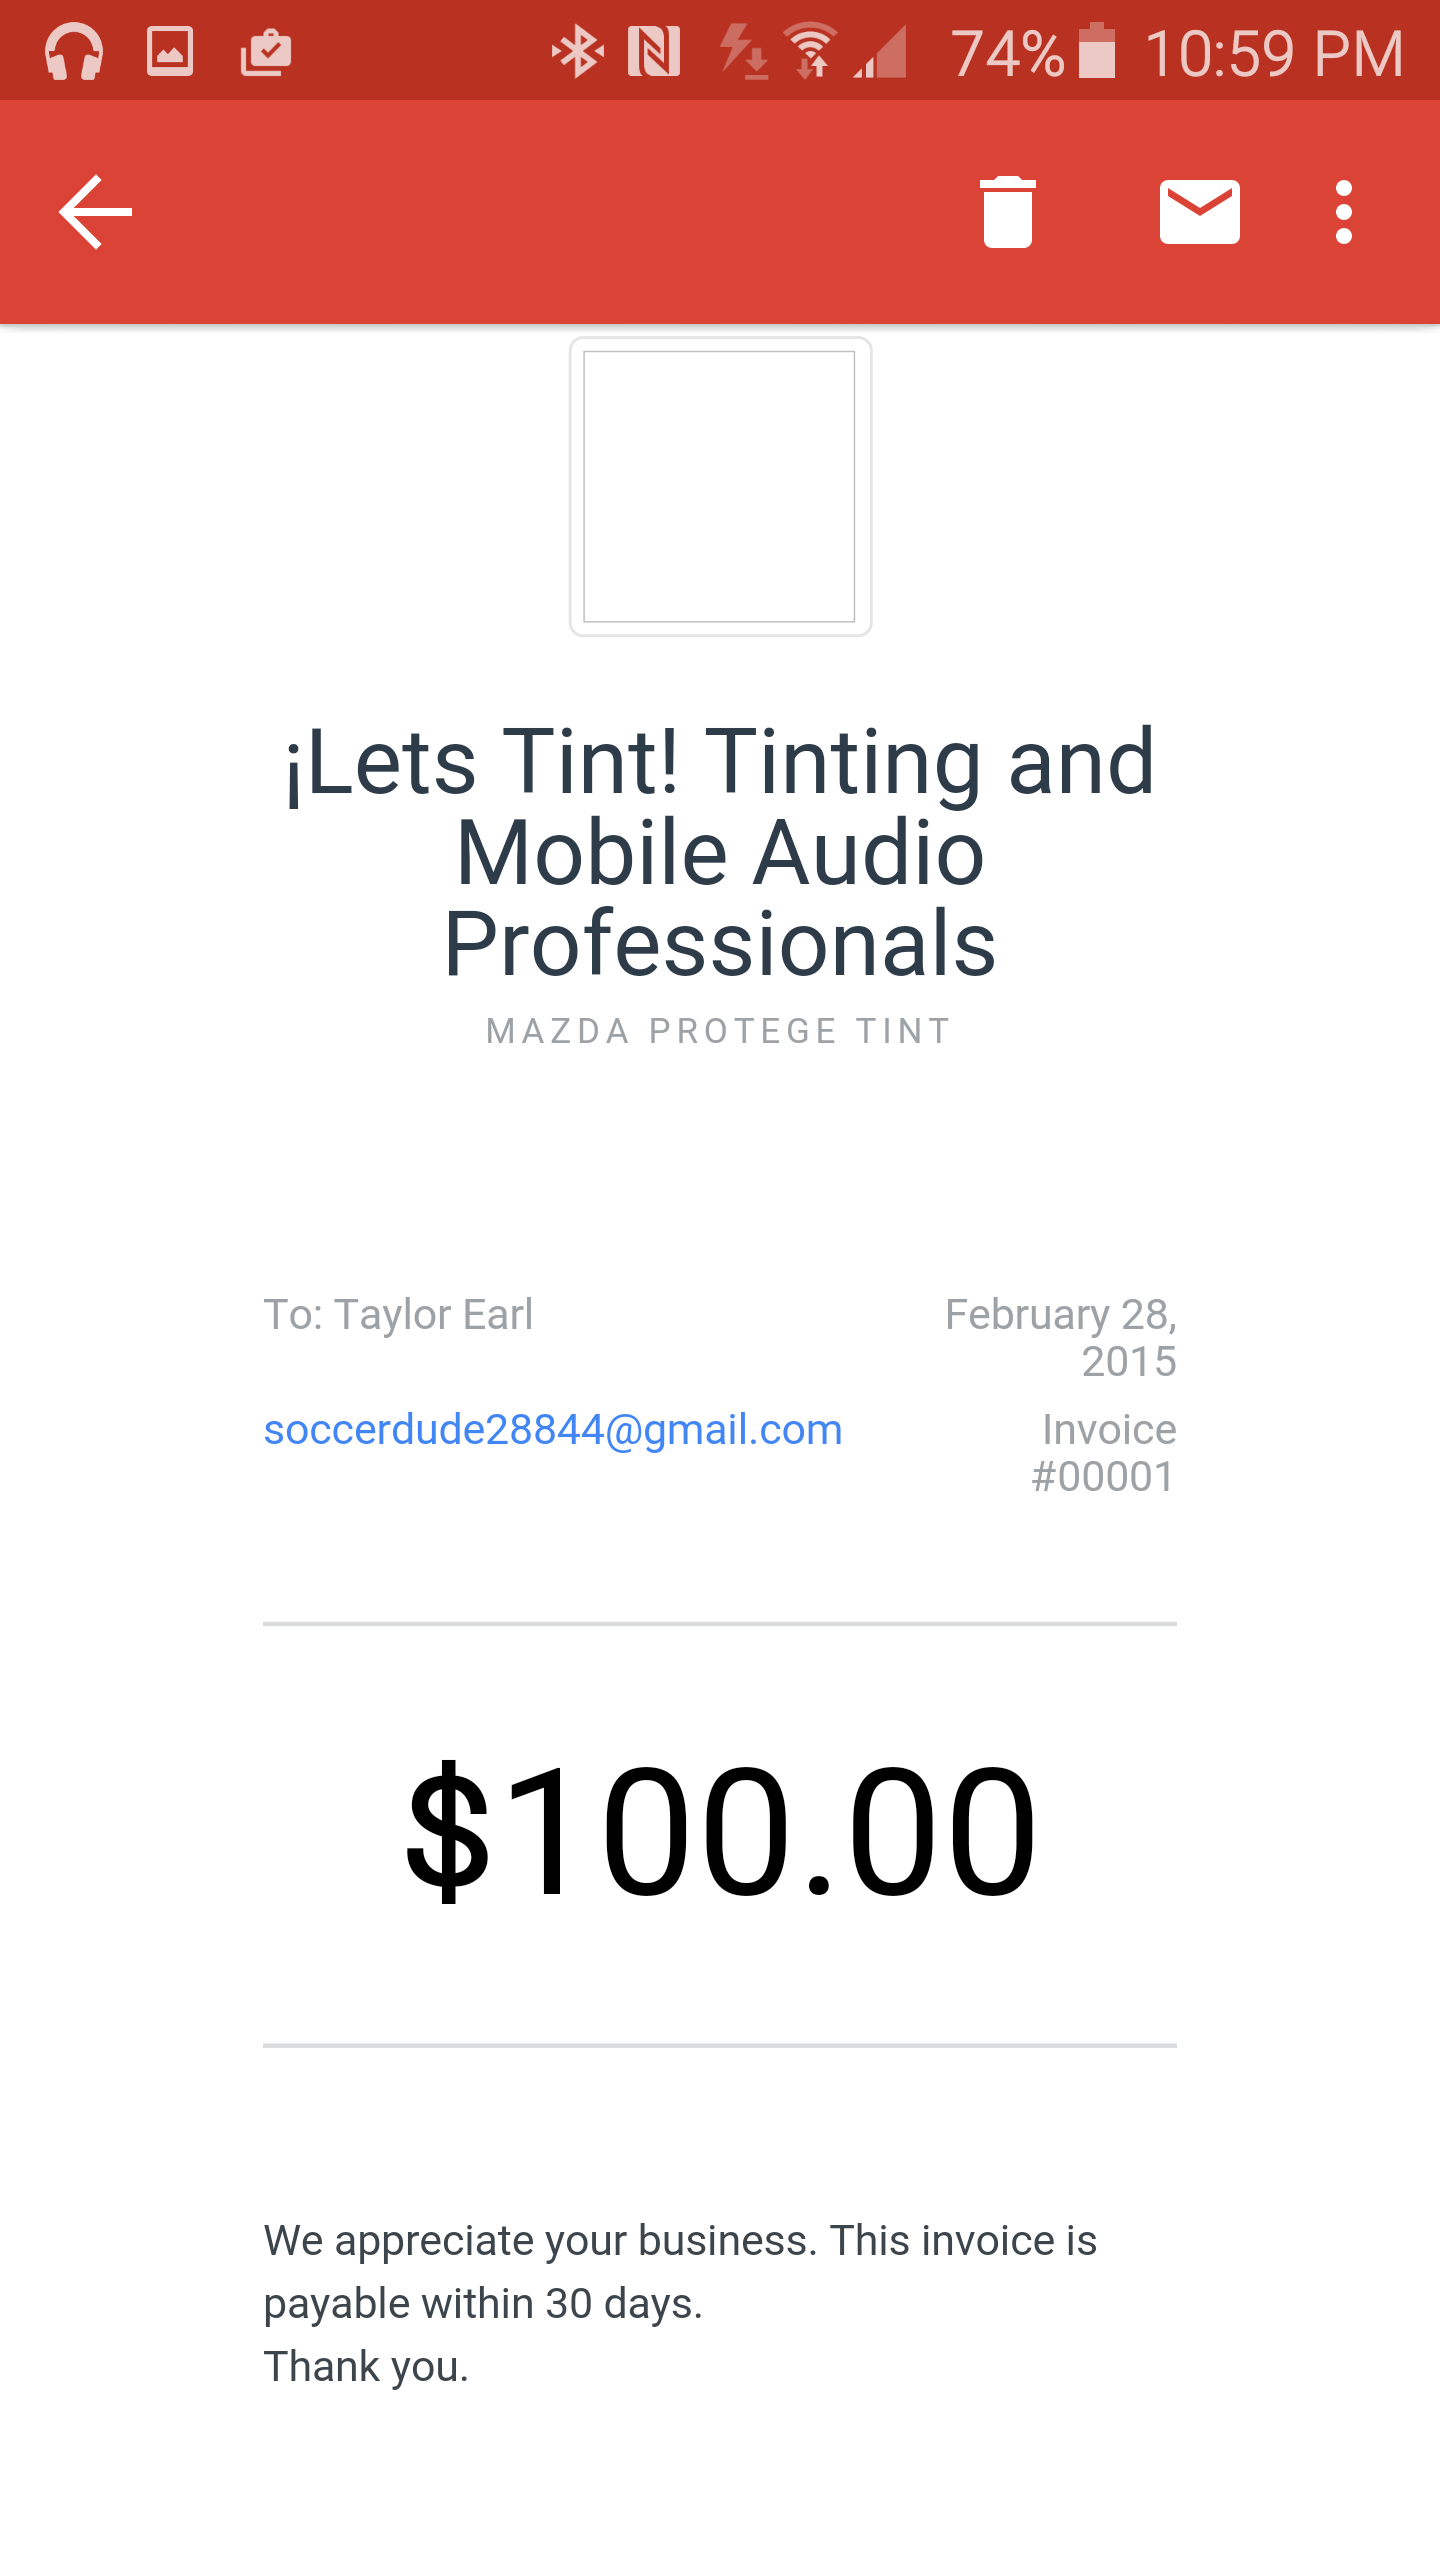 74% 10:59 PM
¡Lets Tint! Tinting and
Mobile Audio
Professionals
MAZDA PROTEGE TINT
To: Taylor Earl
February 28,
2015
soccerdude28844@gmail.com
Invoice
#00001
$100.00
We appreciate your business. This invoice is
payable within 30 days.
Thank you.